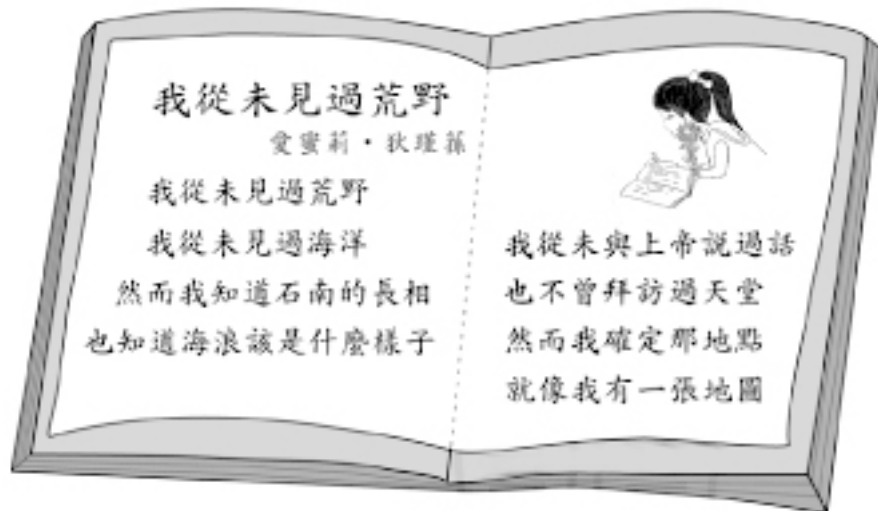 我從未見過荒野
愛蜜莉・狄瑾蓀
我從未見過荒野
我從未見過海洋
然而我知道石南的長相
也知道海浪該是什麼樣子
我從未與上帝說過話
也不曾拜訪過天堂
然而我確定那地點
就像我有一張地圖